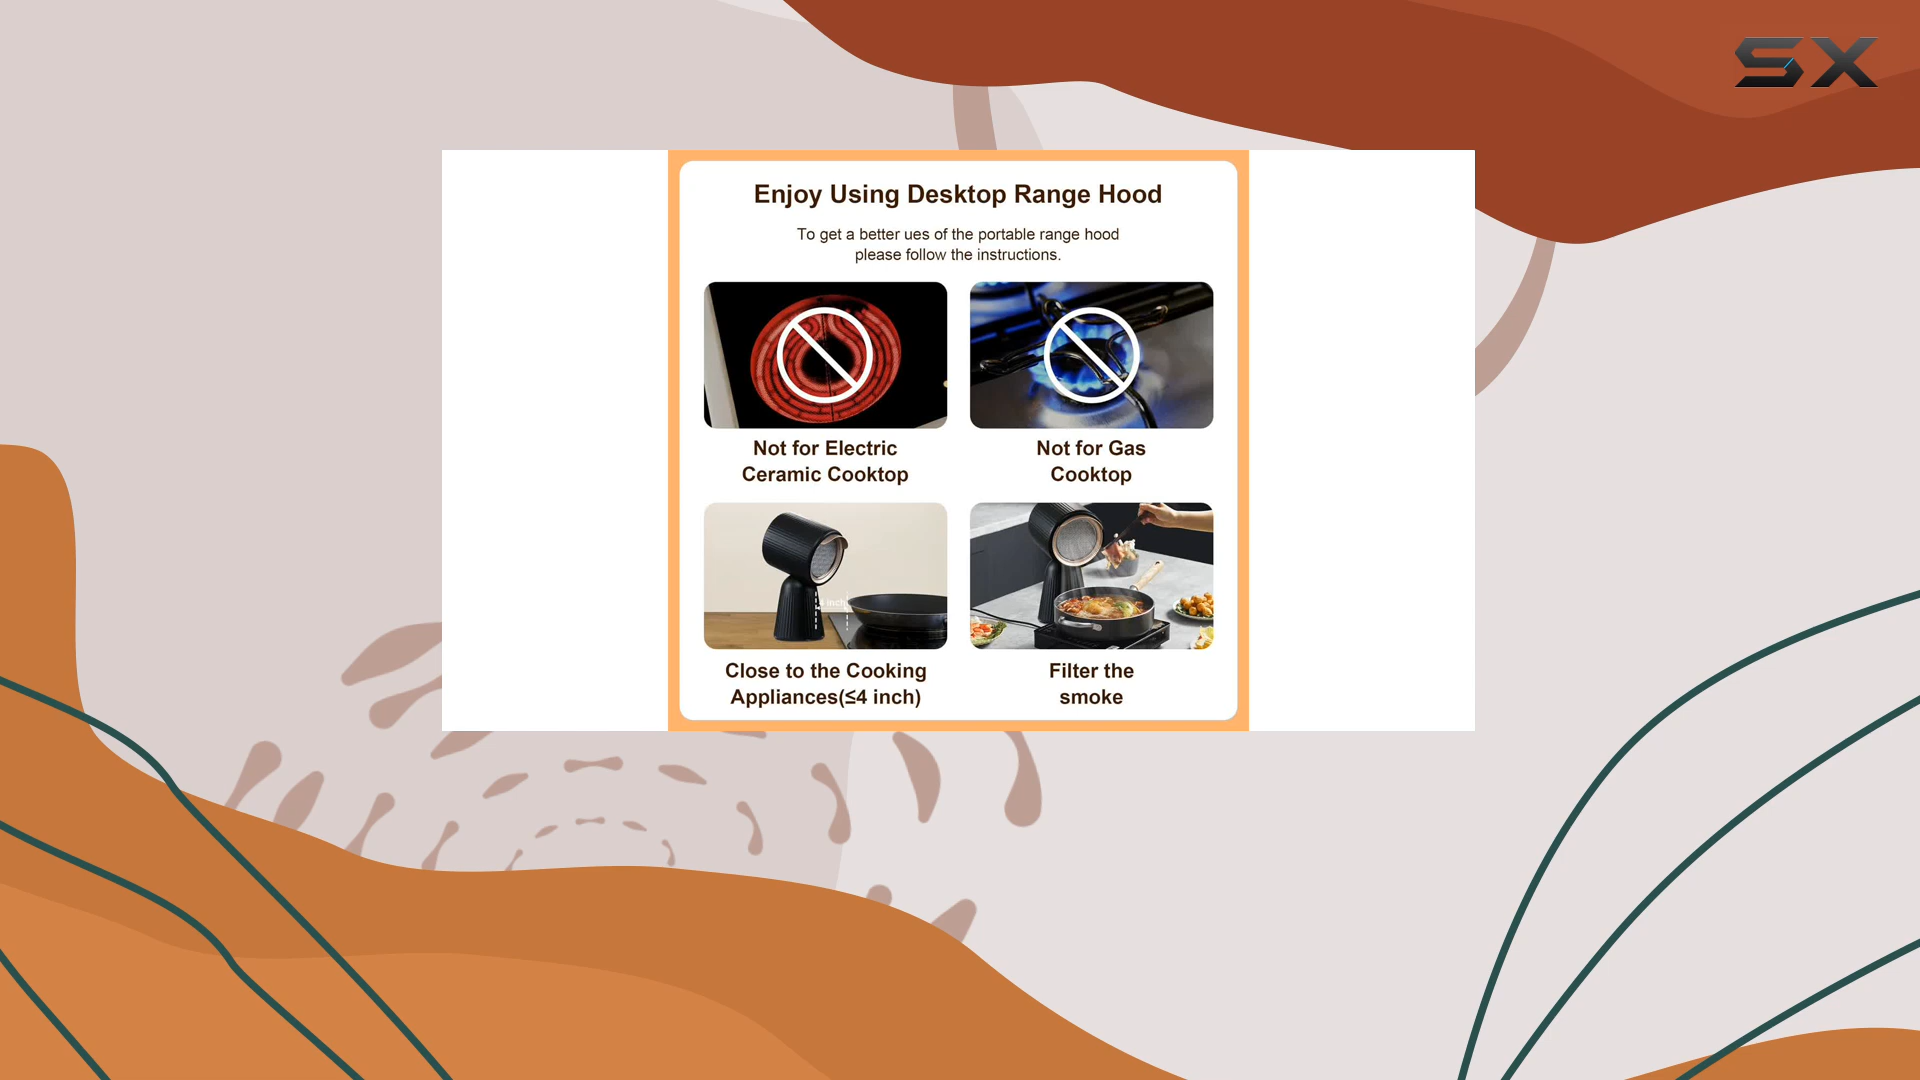 SX
Enjoy Using Desktop Range Hood
To get a better ues of the portable range hood
please follow the instructions.
Not for Electric
Ceramic Cooktop
Not for Gas
Cooktop
inch
Close to the Cooking
Appliances(≤4 inch)
Filter the
smoke